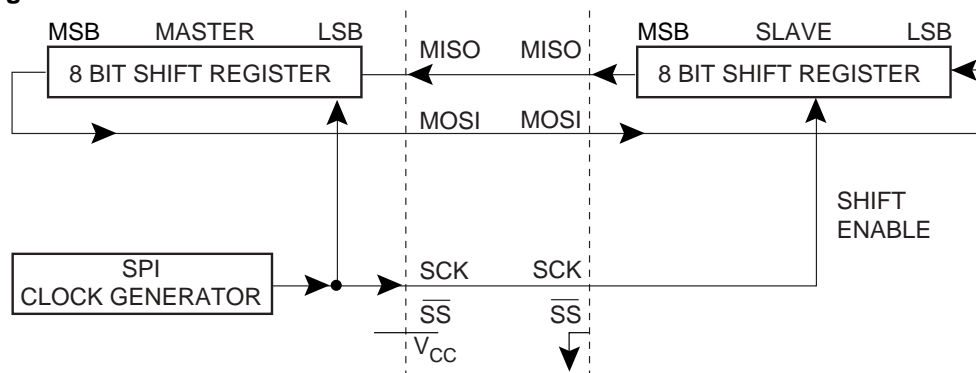 g
MSB MASTER LSB
MISO MISO
MSB SLAVE LSB
8 BIT SHIFT REGISTER
8 BIT SHIFT REGISTER
MOSI MOSI
SHIFT
ENABLE
SPI
CLOCK GENERATOR
SCK SCK
SS SS
VCC